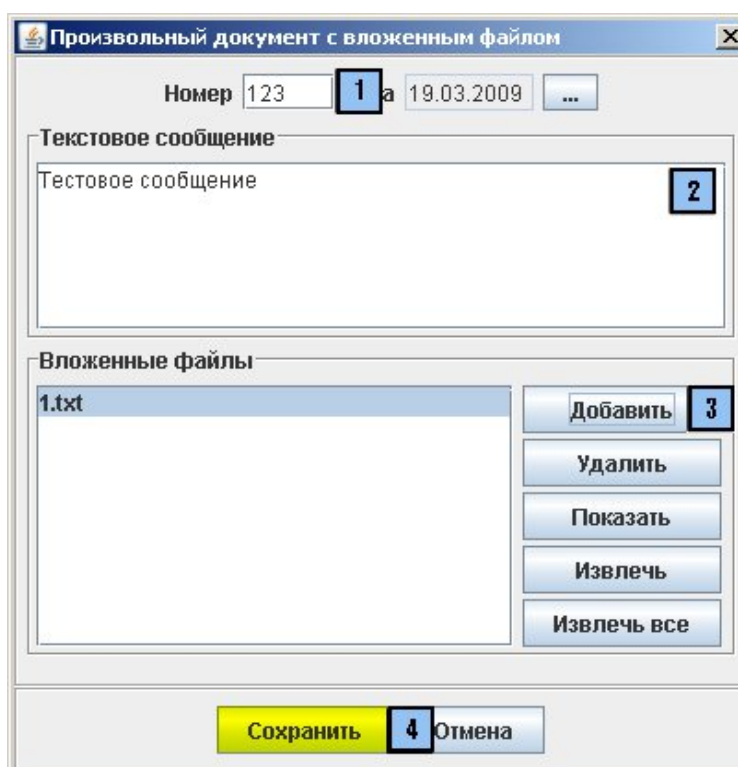 Произвольный документ с вложенным файлом
Номер 123 1 а 19.03.2009 ...
Текстовое сообщение
Тестовое сообщение
2
Вложенные файлы
1.txt
Добавить 3
Удалить
Показать
Извлечь
Извлечь все
Сохранить 4 Отмена